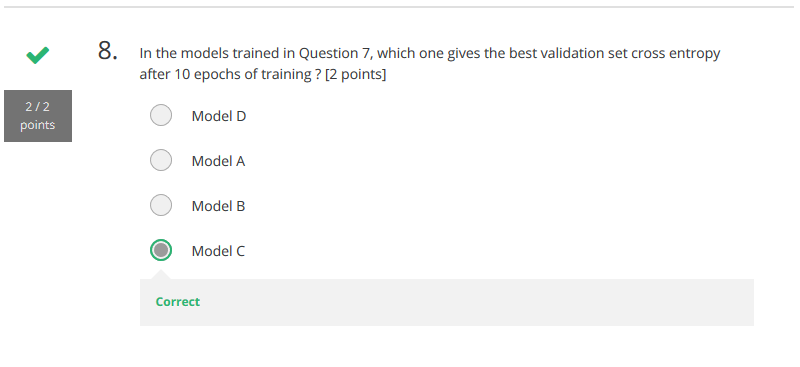 8.
In the models trained in Question 7, which one gives the best validation set cross entropy
after 10 epochs of training ? [2 points]
2 / 2
points
Model D
Model A
Model B
Model C
Correct